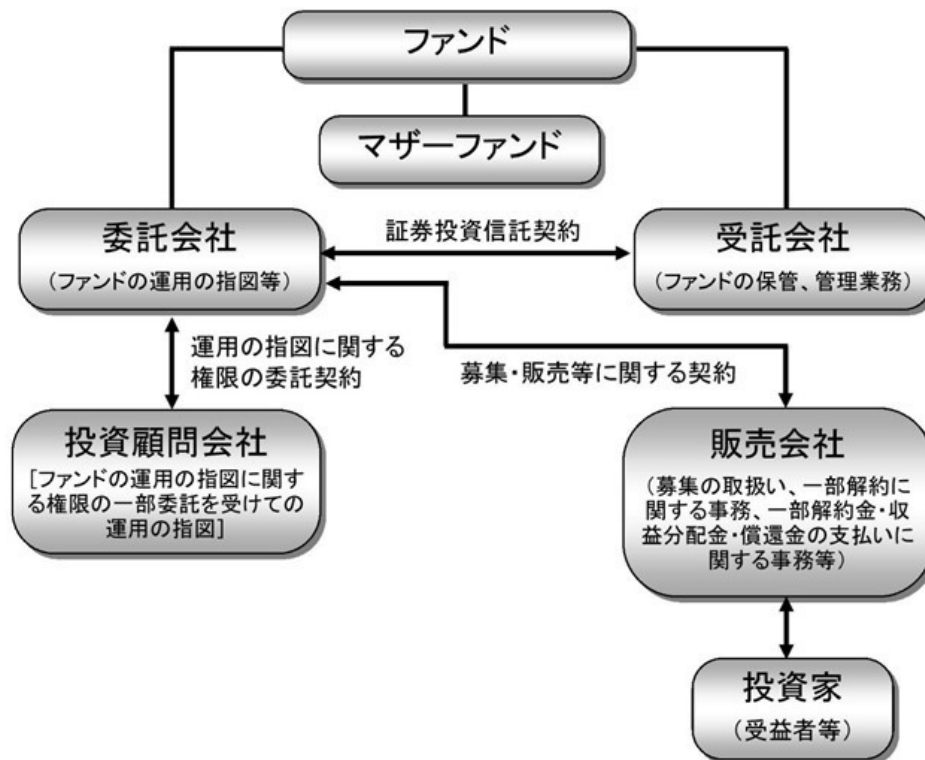 ファンド
マザーファンド
委託会社
(ファンドの運用の指図等)
証券投資信託契約
受託会社
(ファンドの保管、管理業務)
運用の指図に関する
権限の委託契約
募集・販売等に関する契約
投資顧問会社
[ファンドの運用の指図に関す
る権限の一部委託を受けての
運用の指図]
販売会社
(募集の取扱い、一部解約に
関する事務、一部解約金・収
益分配金・償還金の支払いに
関する事務等)
投資家
(受益者等)